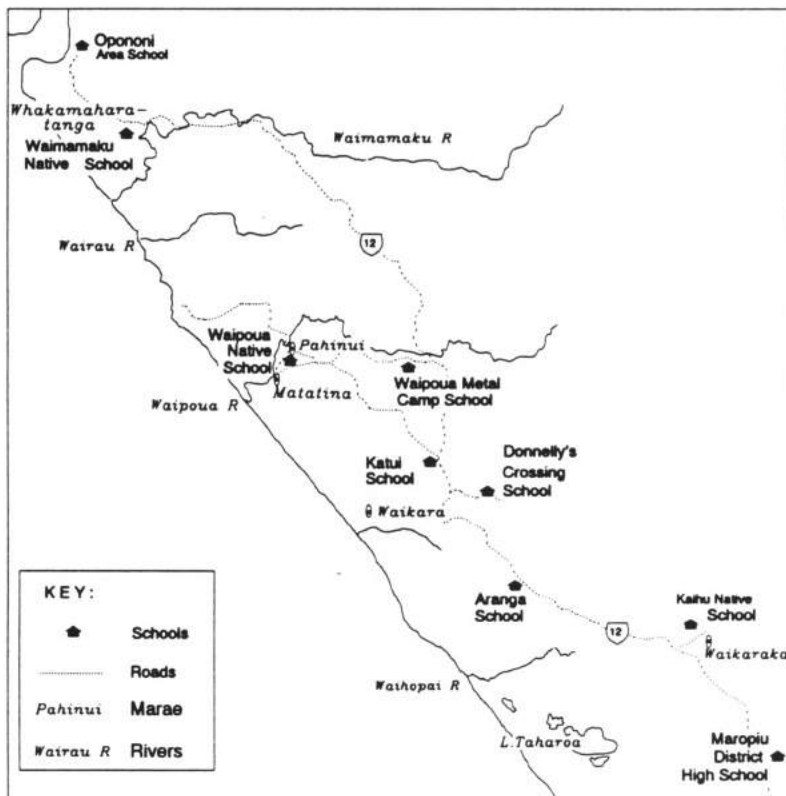 Opononi
Area School
Whakamahara-
tanga
Waimamaku
Native School
Waimamaku R
Wairau R
12
Waipoua
Native
School
Pahinui
Matatina
Waipoua R
Waipoua Metal
Camp School
Katui
School
Donnelly's
Crossing
School
Waikara
Aranga
School
Kaihu Native
School
12
Waikaraka
Waihopai R
L.Taharoa
Maropiu
District
High School
KEY:
Schools
Roads
Pahinui Marae
Wairau R Rivers